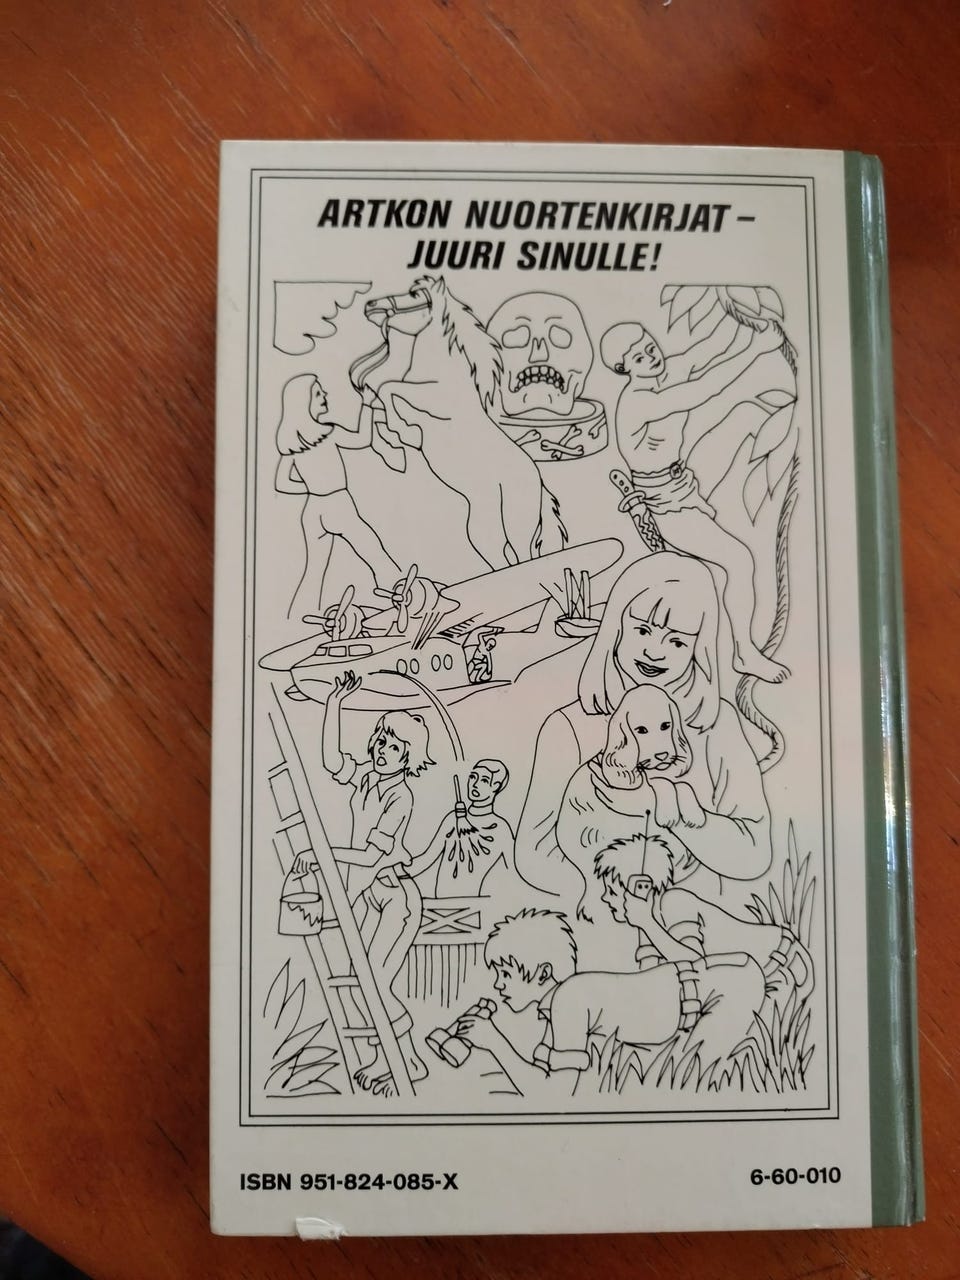 ARTKON NUORTENKIRJAT –
JUURI SINULLE!
ISBN 951-824-085-X
6-60-010